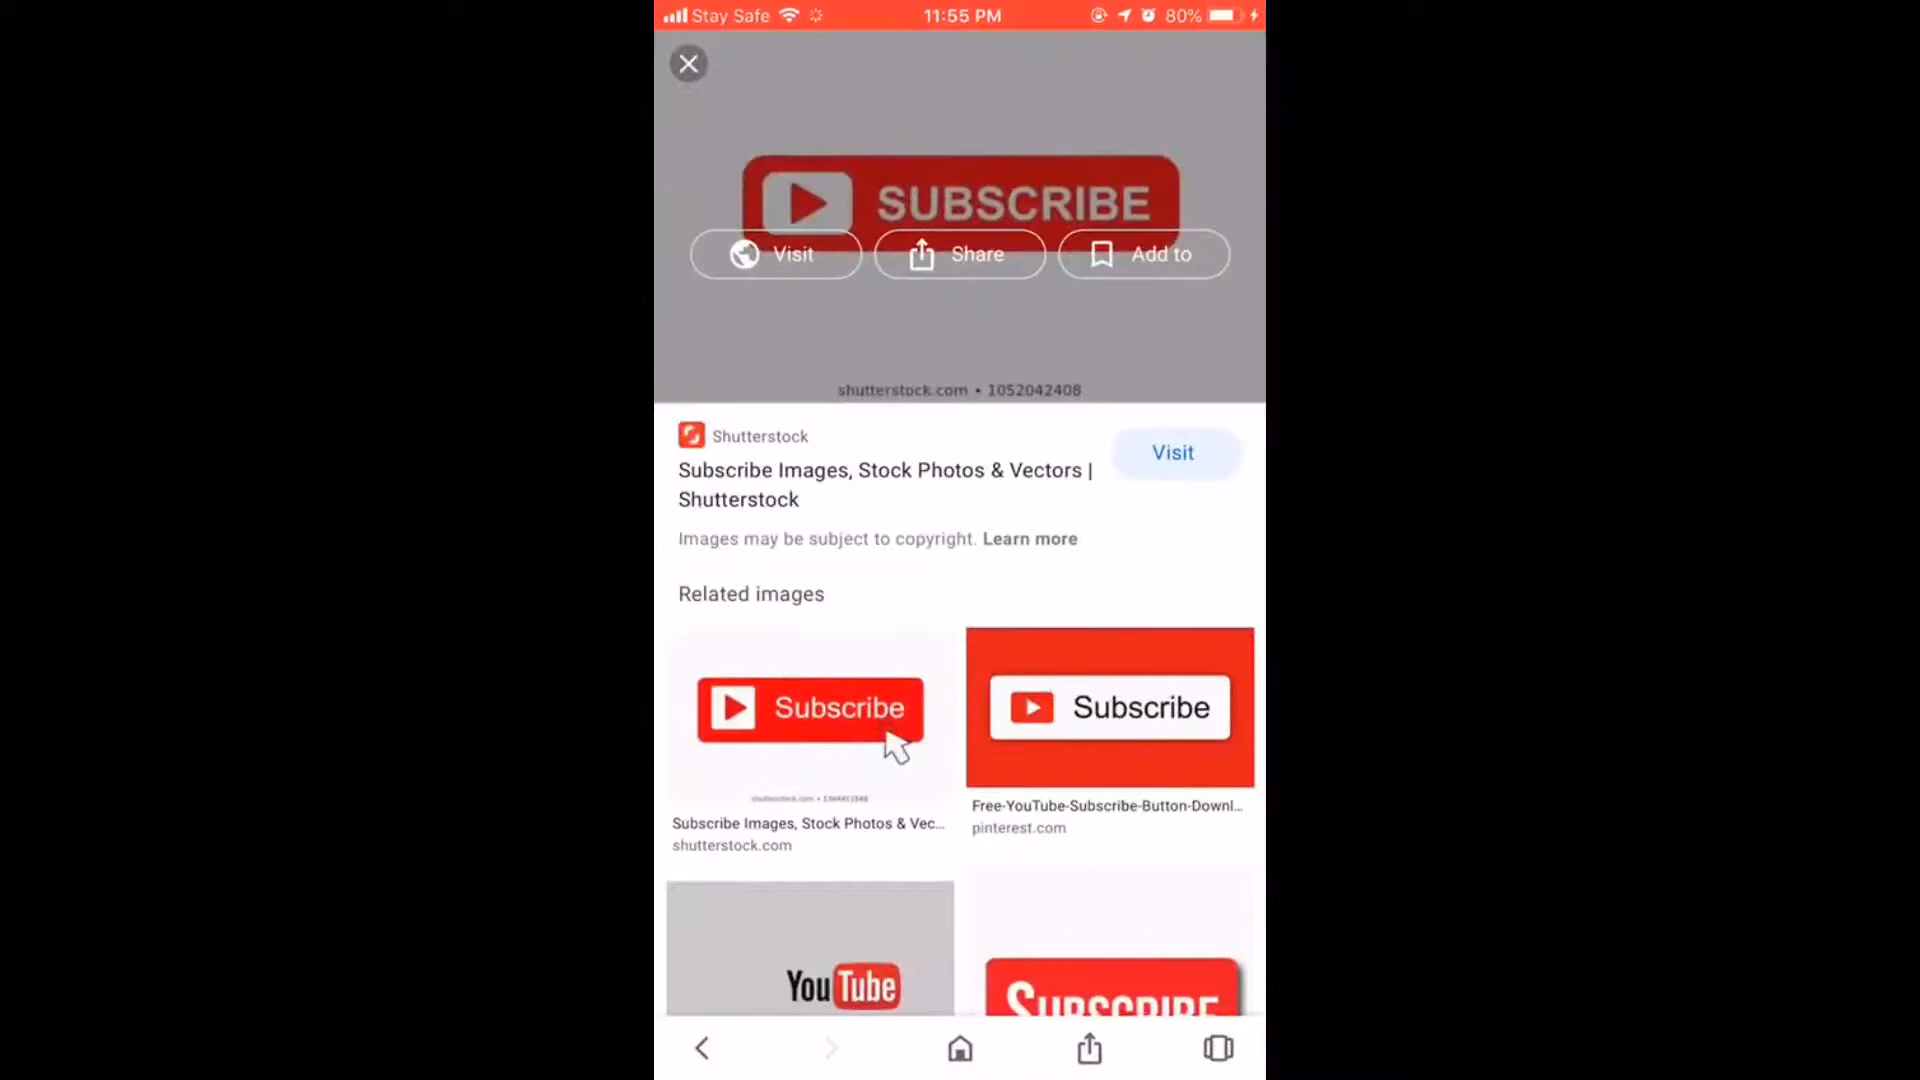 Stay Safe 11:55 PM 80%
SUBSCRIBE
Visit Share Add to
shutterstock.com • 1052042408
Shutterstock
Visit
Subscribe Images, Stock Photos & Vectors |
Shutterstock
Images may be subject to copyright. Learn more
Related images
Subscribe
Subscribe
Free-YouTube-Subscribe-Button-Downl...
pinterest.com
Subscribe Images, Stock Photos & Vec...
shutterstock.com
YouTube
SUBSCRIBE